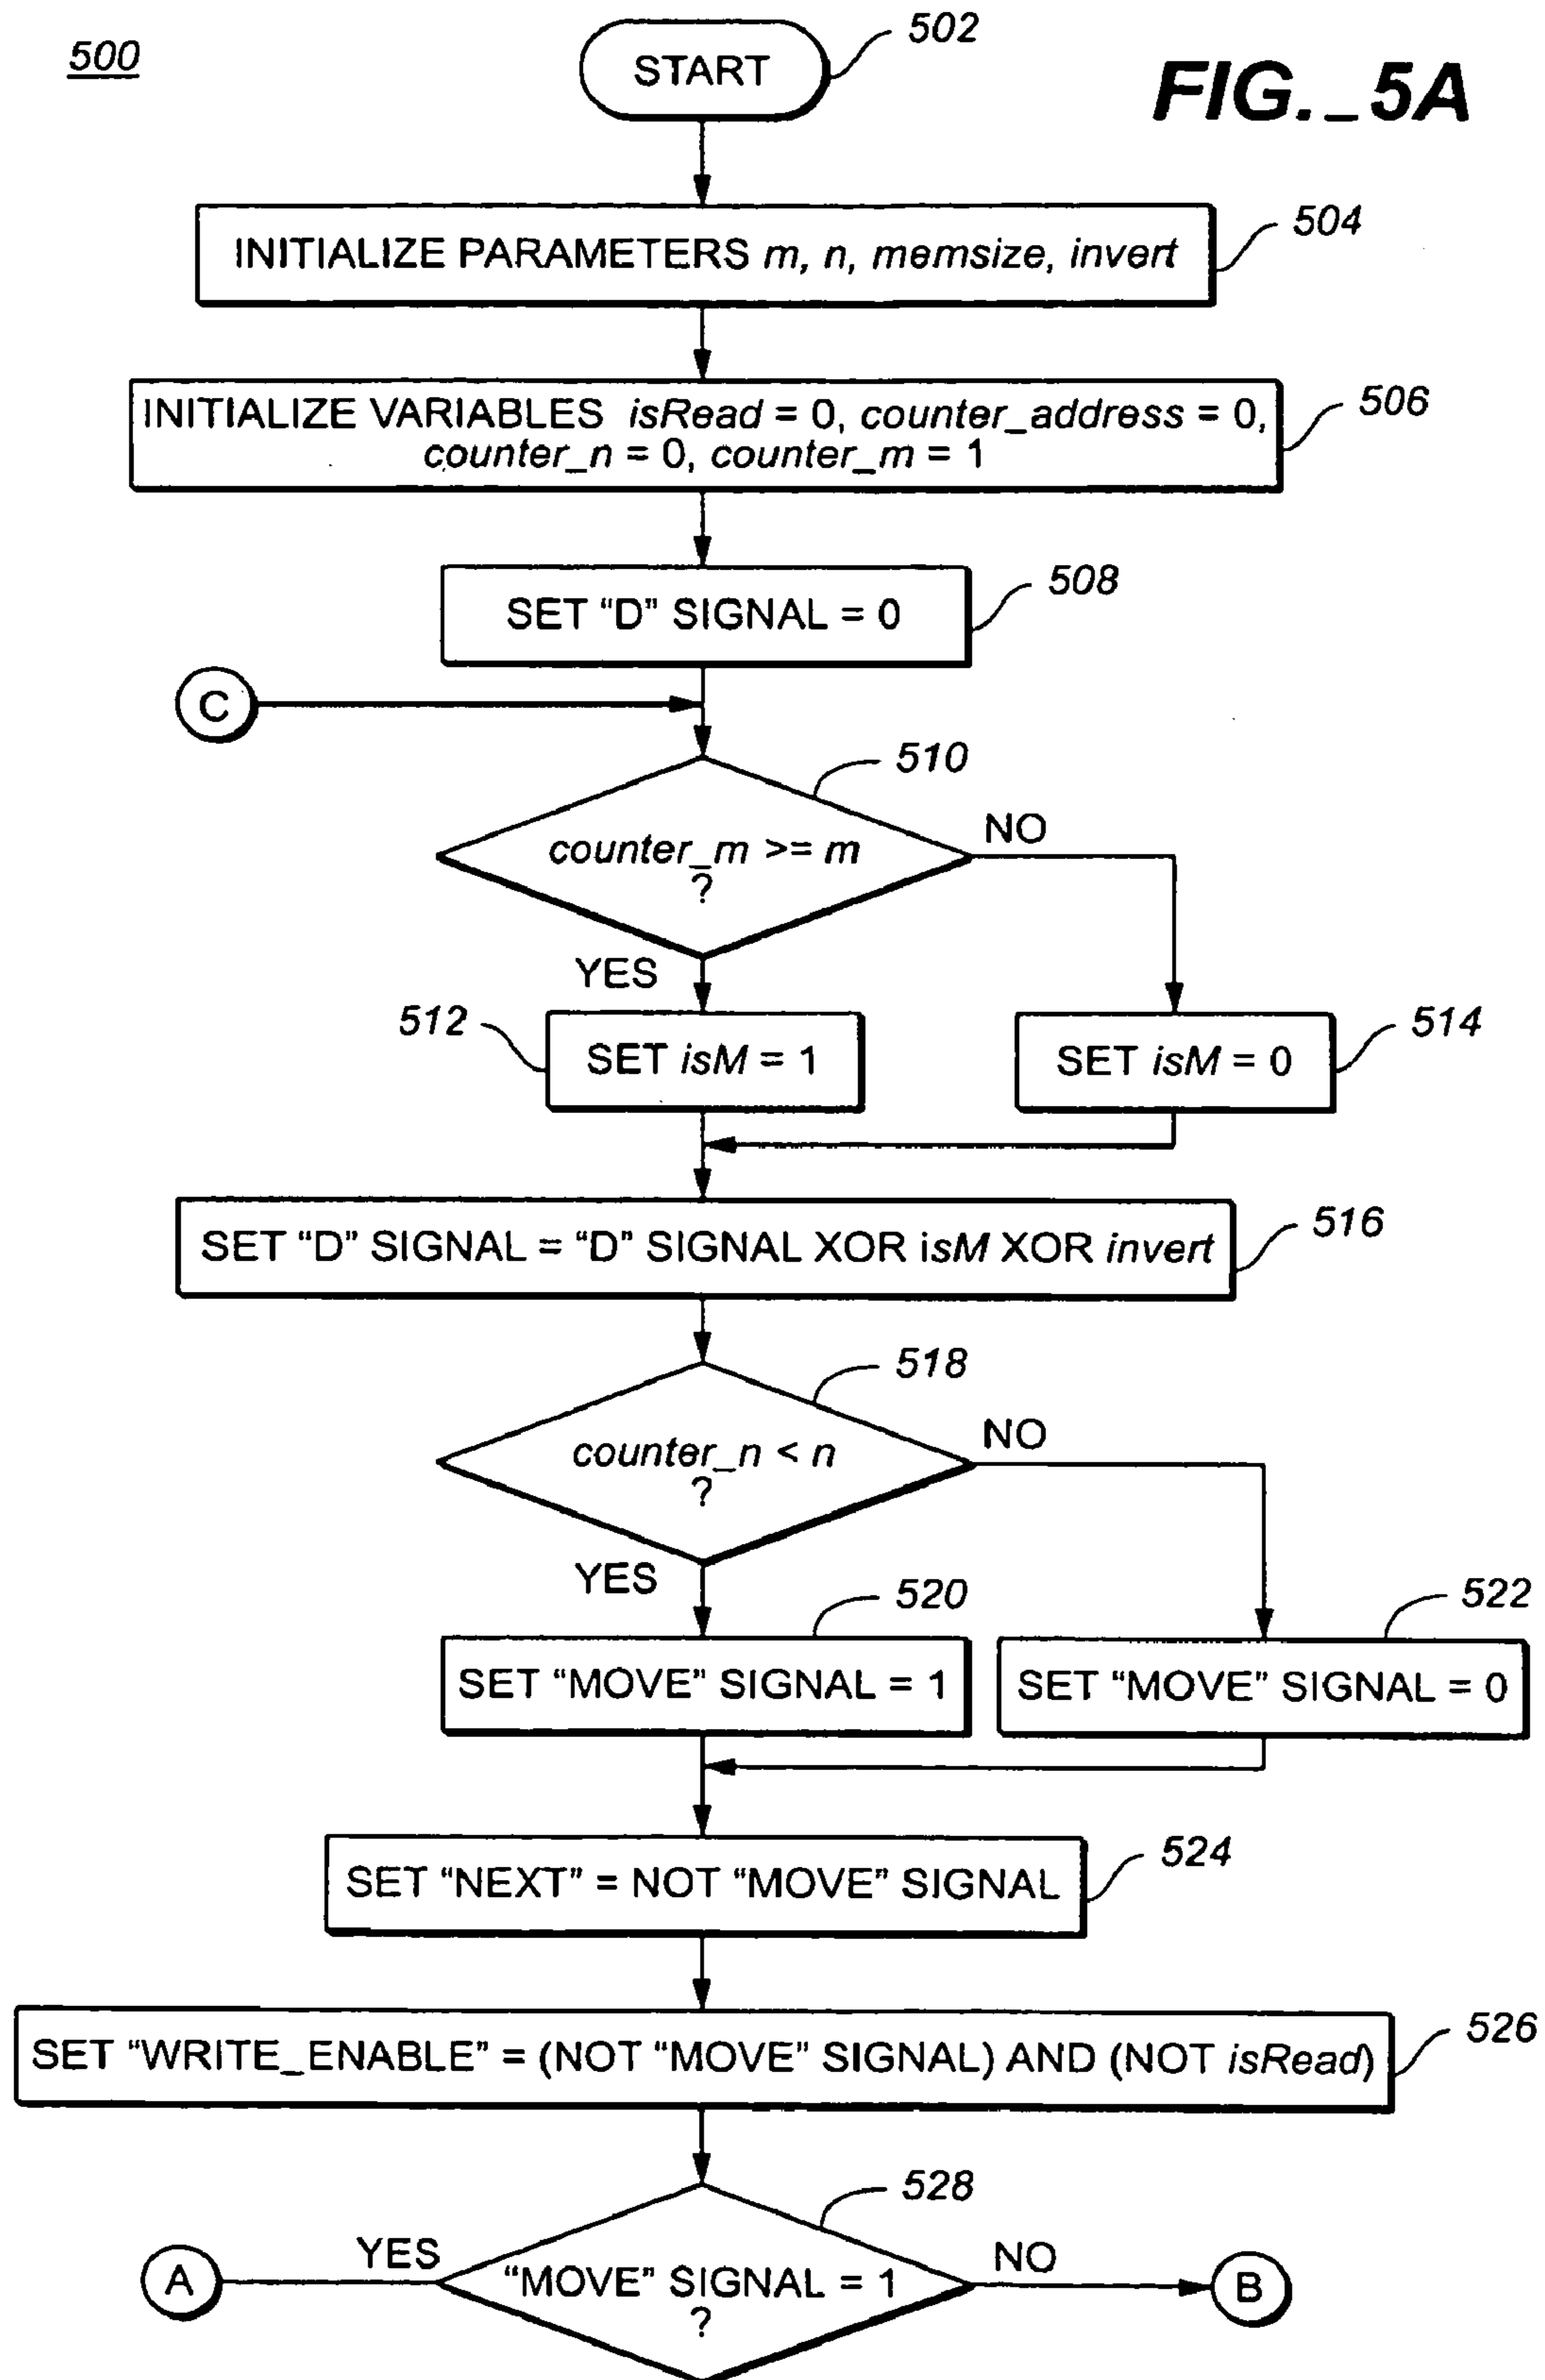 500
START
502
FIG._5A
INITIALIZE PARAMETERS m, n, memsize, invert
504
INITIALIZE VARIABLES isRead = 0, counter_address = 0,
counter_n = 0, counter_m = 1
506
SET “D” SIGNAL = 0
508
C
510
counter_m >= m
?
NO
YES
512
SET isM = 1
SET isM = 0
514
SET “D” SIGNAL = “D” SIGNAL XOR isM XOR invert
516
518
counter_n < n
?
NO
YES
520
SET “MOVE” SIGNAL = 1
522
SET “MOVE” SIGNAL = 0
SET “NEXT” = NOT “MOVE” SIGNAL
524
SET “WRITE_ENABLE” = (NOT “MOVE” SIGNAL) AND (NOT isRead)
526
528
A
YES
“MOVE” SIGNAL = 1
?
NO
B